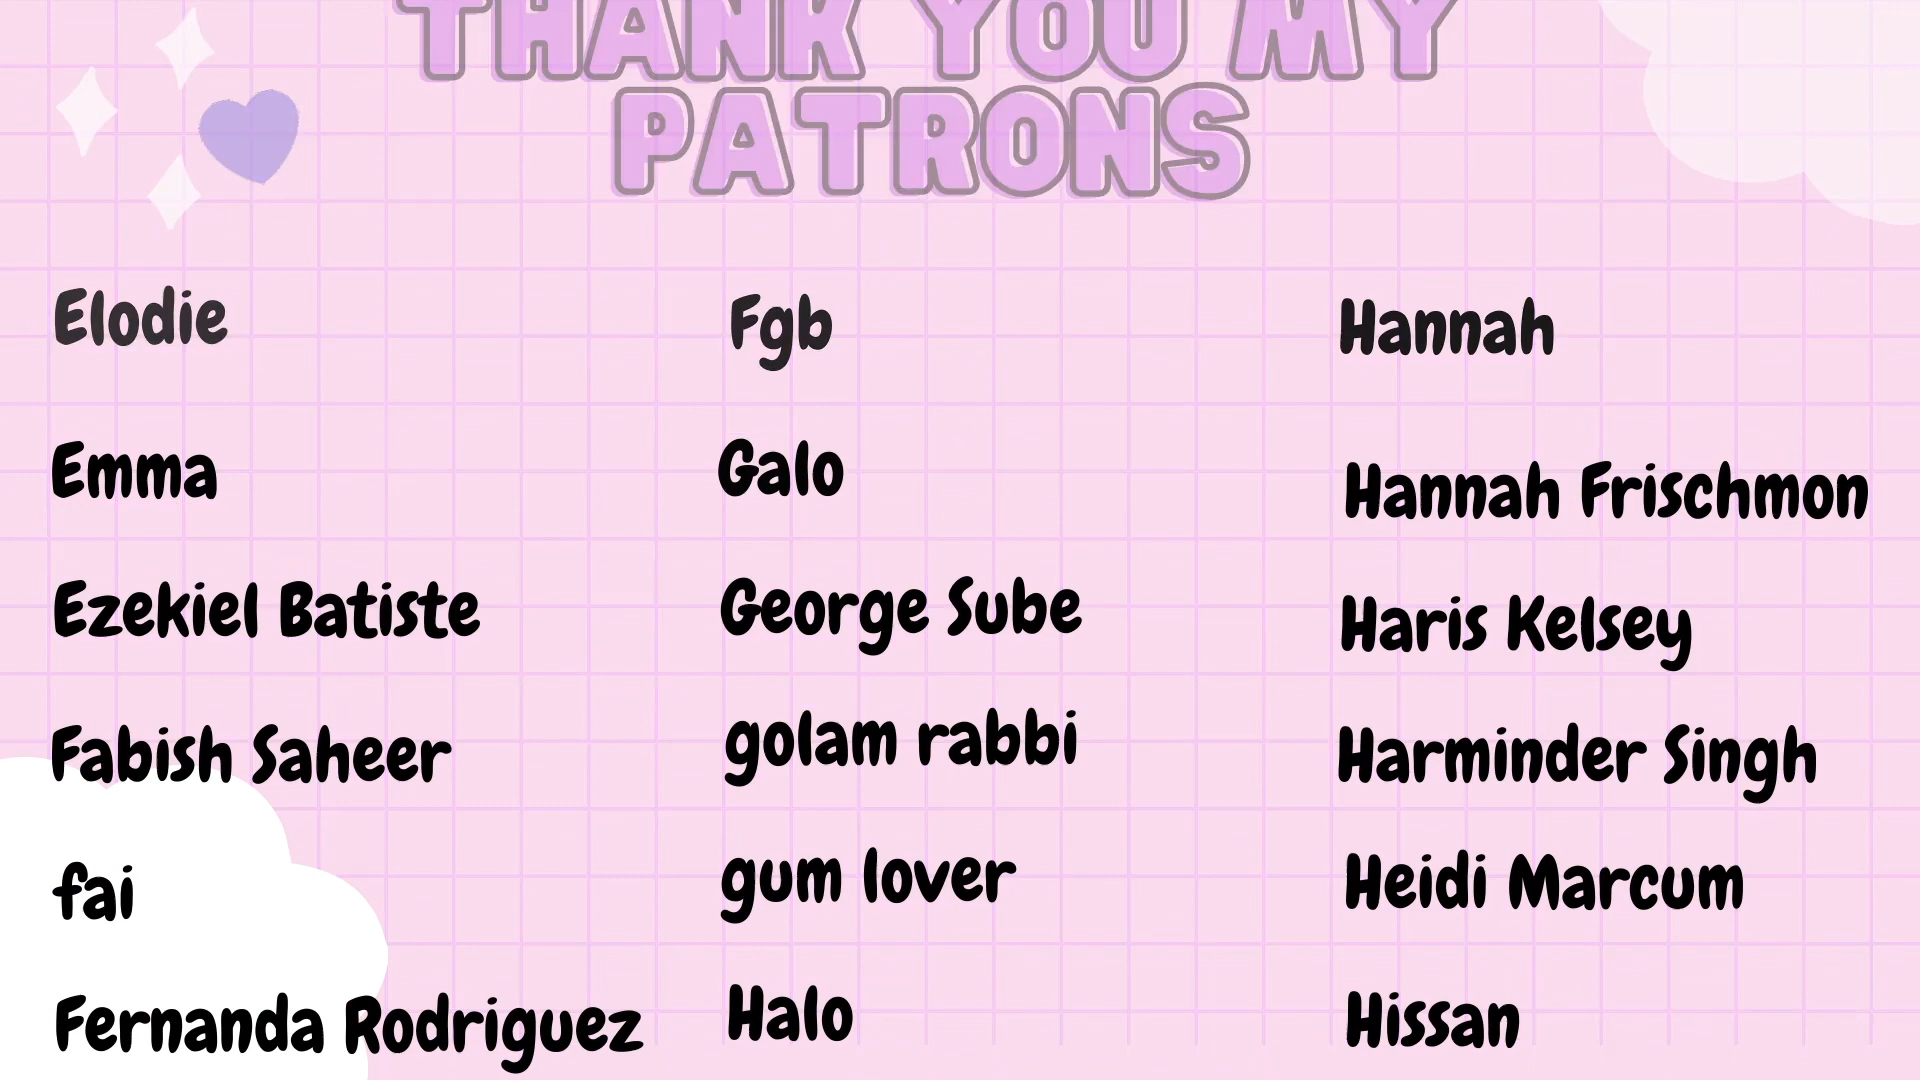 THANK YOU MY
PATRONS
Elodie
Emma
Ezekiel Batiste
Fabish Saheer
fai
Fernanda Rodriguez
Fgb
Galo
George Sube
golam rabbi
gum lover
Halo
Hannah
Hannah Frischmon
Haris Kelsey
Harminder Singh
Heidi Marcum
Hissan